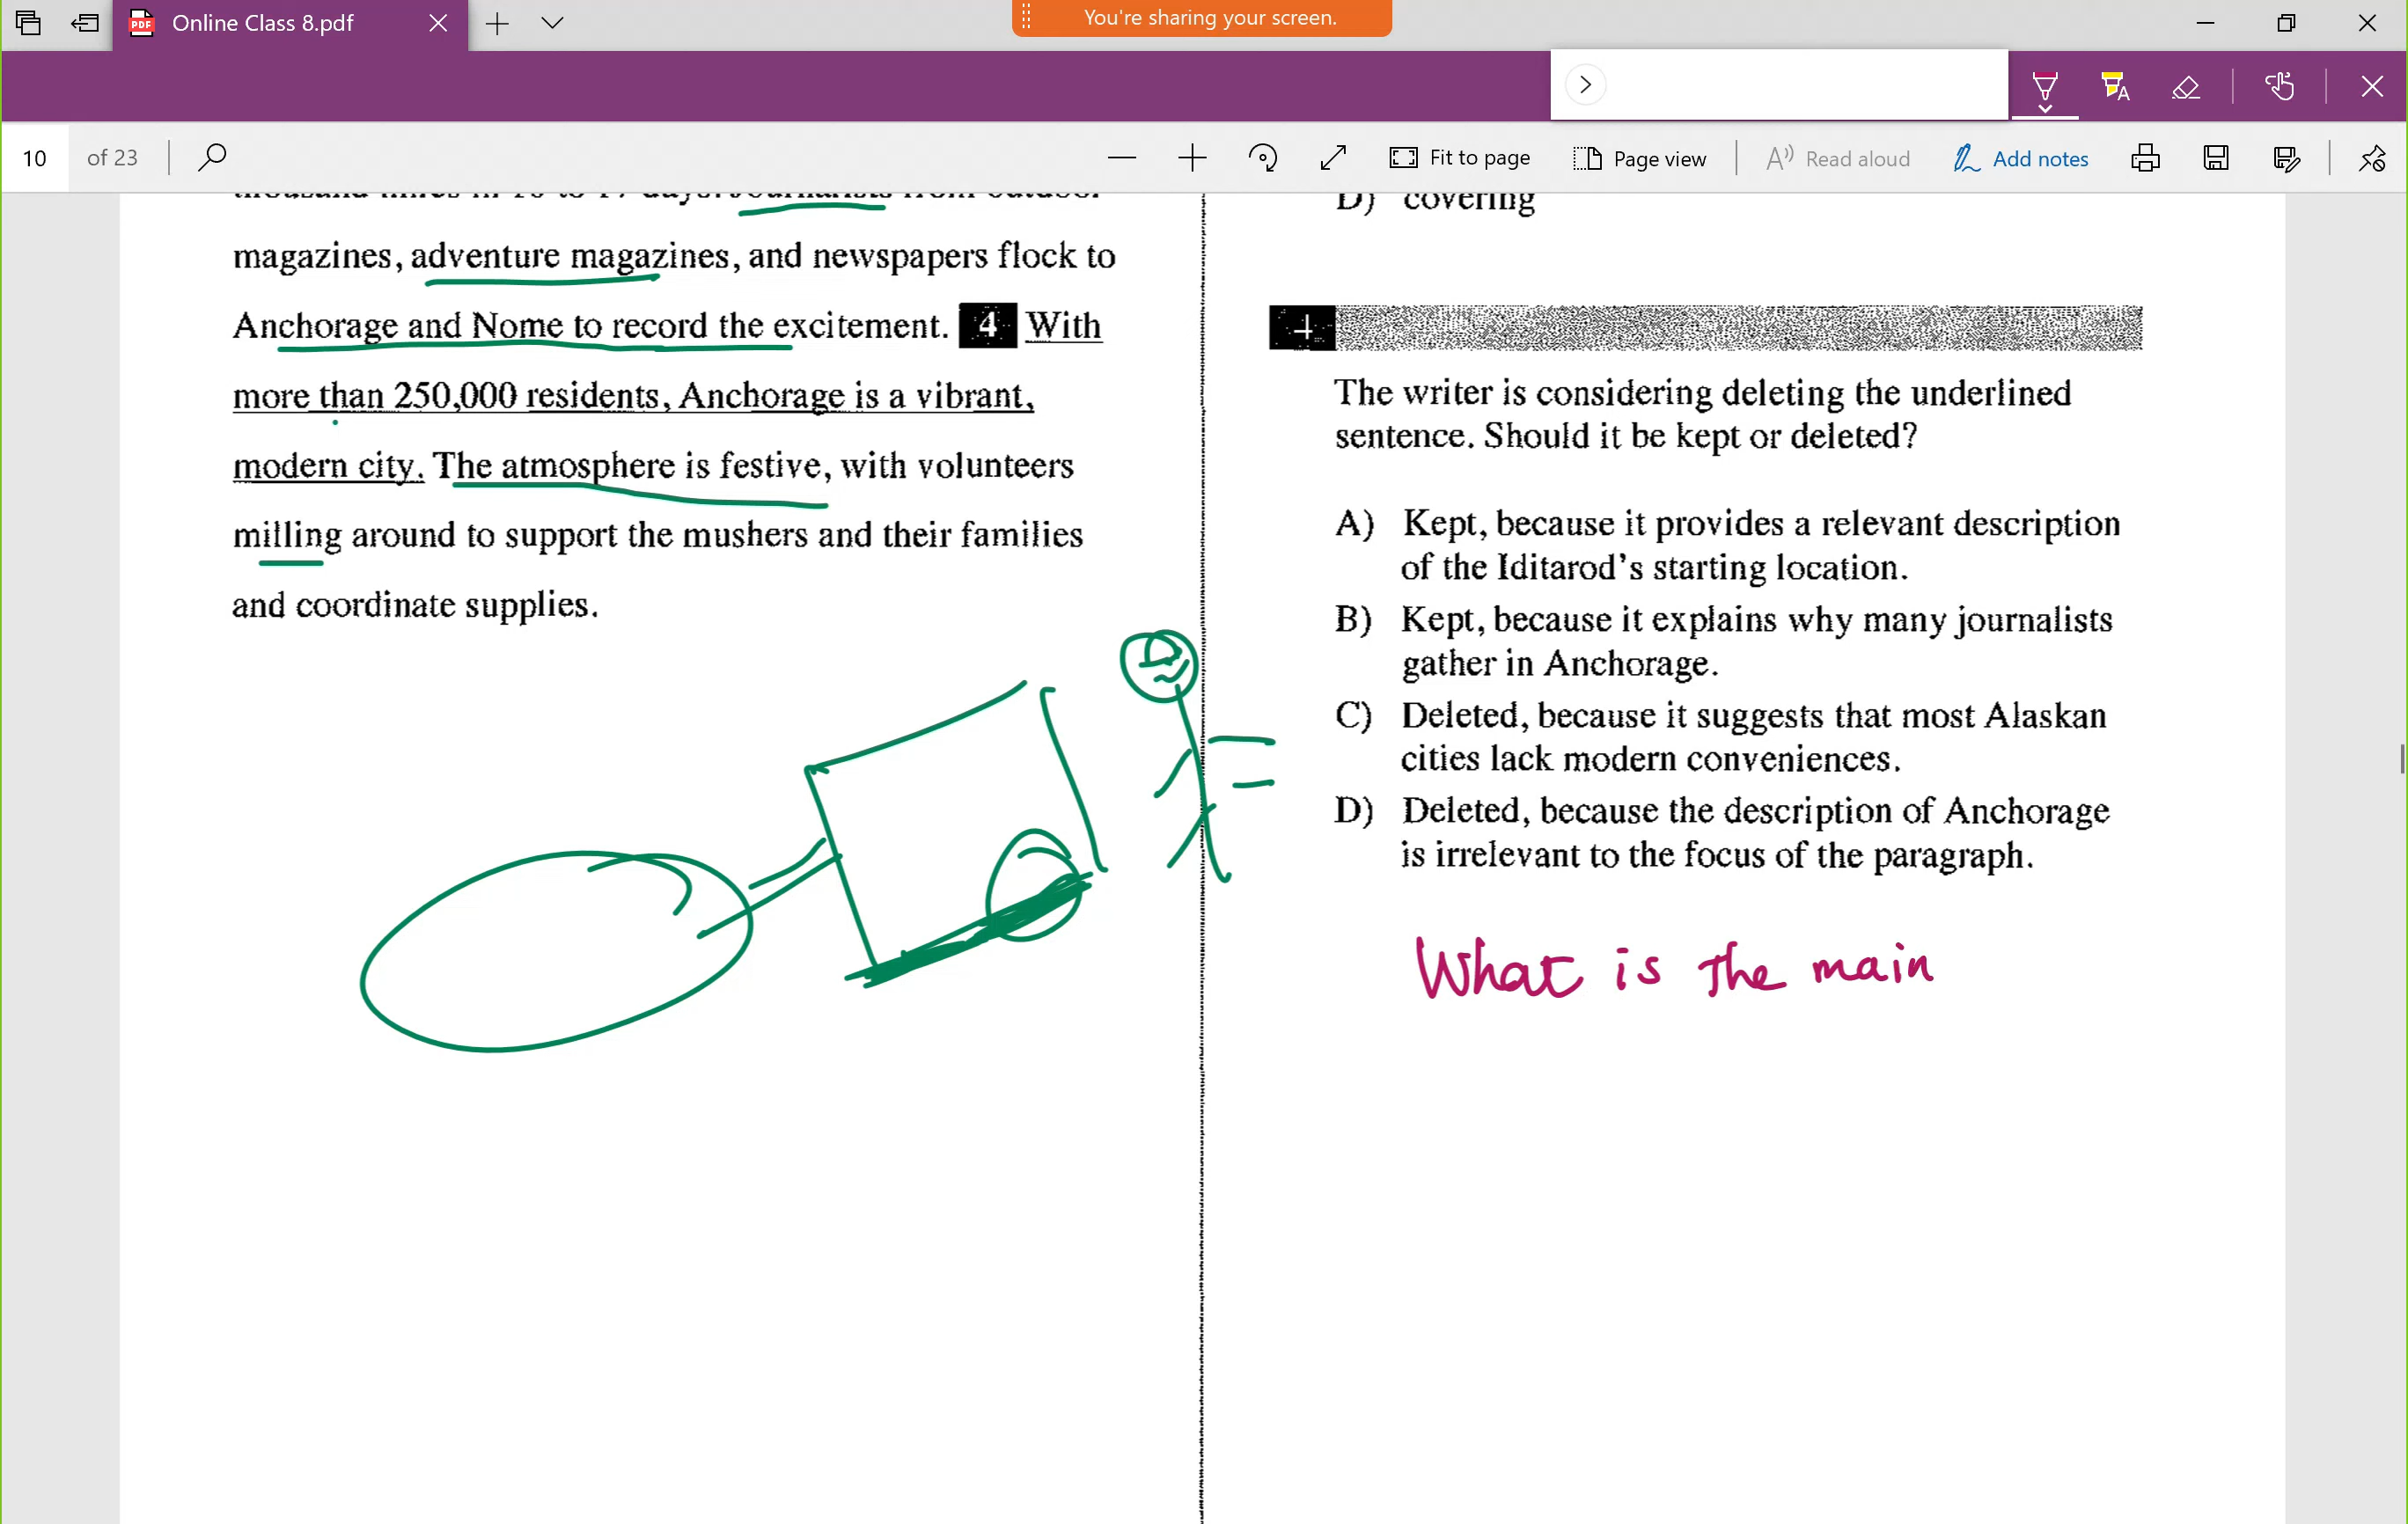 Online Class 8.pdf
You're sharing your screen.
10 of 23
Fit to page
Page view
Read aloud
Add notes
magazines, adventure magazines, and newspapers flock to
Anchorage and Nome to record the excitement. 4 With
more than 250,000 residents, Anchorage is a vibrant,
modern city. The atmosphere is festive, with volunteers
milling around to support the mushers and their families
and coordinate supplies.
D) covering
The writer is considering deleting the underlined
sentence. Should it be kept or deleted?
A) Kept, because it provides a relevant description
of the Iditarod's starting location.
B) Kept, because it explains why many journalists
gather in Anchorage.
C) Deleted, because it suggests that most Alaskan
cities lack modern conveniences.
D) Deleted, because the description of Anchorage
is irrelevant to the focus of the paragraph.
What is the main